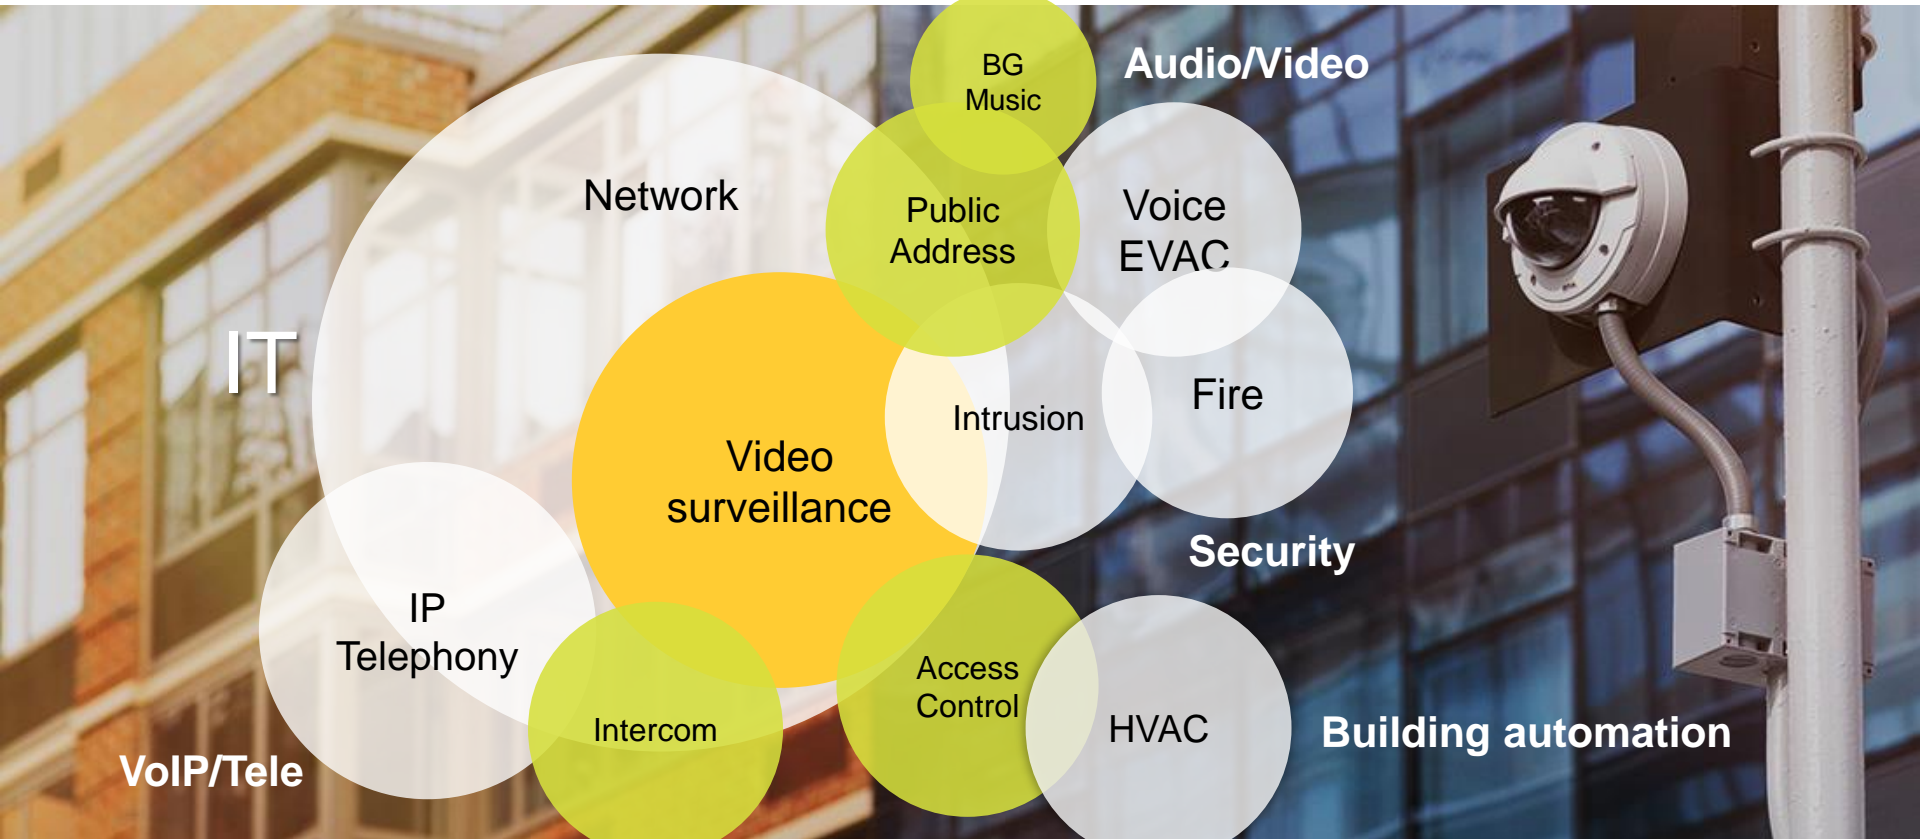 BG
Music
Audio/Video
Network
Public
Address
Voice
EVAC
IT
Fire
Intrusion
Video
surveillance
Security
IP
Telephony
Access
Control
Intercom
HVAC
Building automation
VoIP/Tele